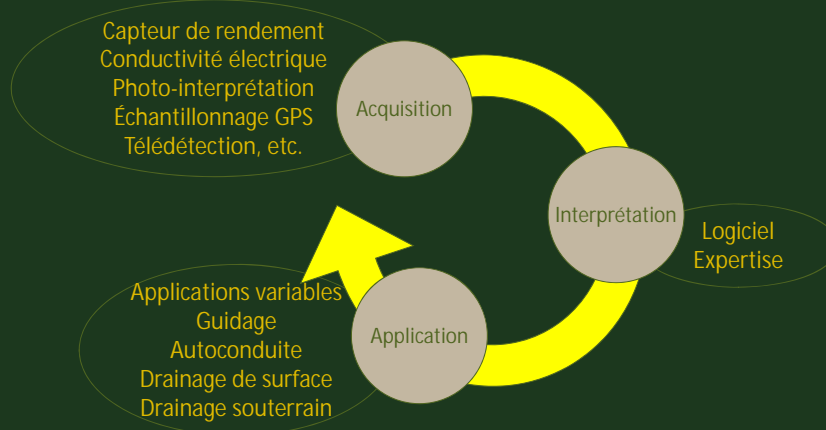 Capteur de rendement
Conductivité électrique
Photo-interprétation
Échantillonnage GPS
Télédétection, etc.
Acquisition
Interprétation
Logiciel
Expertise
Applications variables
Guidage
Autoconduite
Drainage de surface
Drainage souterrain
Application